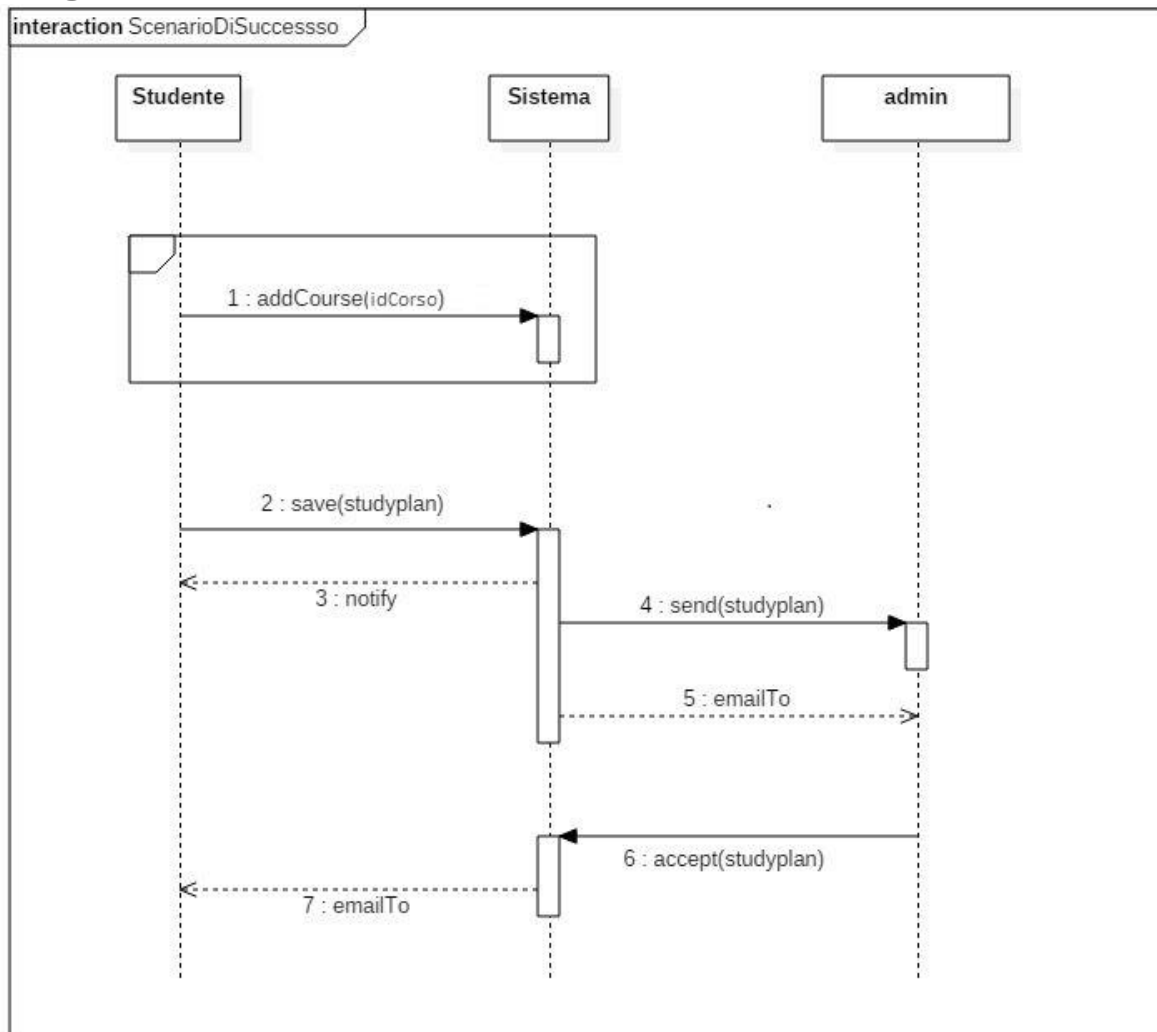 interaction ScenarioDiSuccessso
Studente
Sistema
admin
1 : addCourse(idCorso)
2 : save(studyplan)
3 : notify
4 : send(studyplan)
5 : emailTo
6 : accept(studyplan)
7 : emailTo